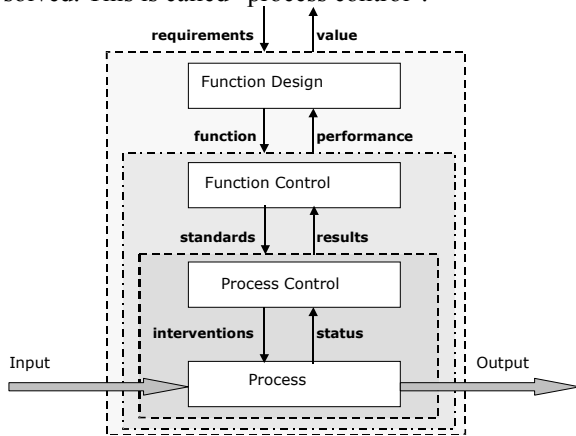 solved. This is called "process control".
requirements value
Function Design
function performance
Function Control
standards results
Process Control
interventions status
Input Output
Process